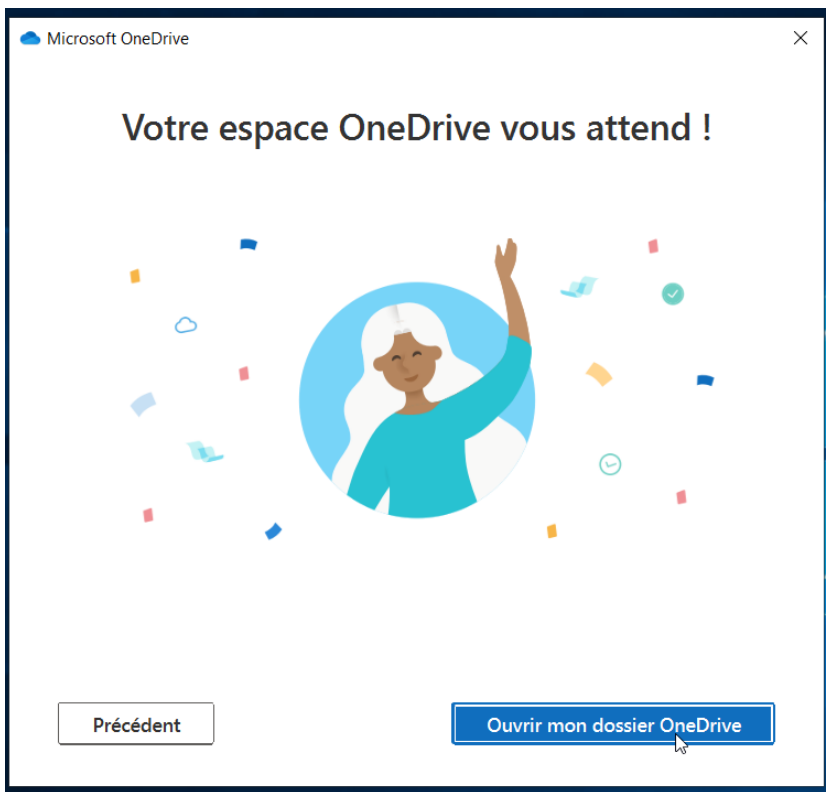 Microsoft OneDrive
Votre espace OneDrive vous attend !
Précédent
Ouvrir mon dossier OneDrive